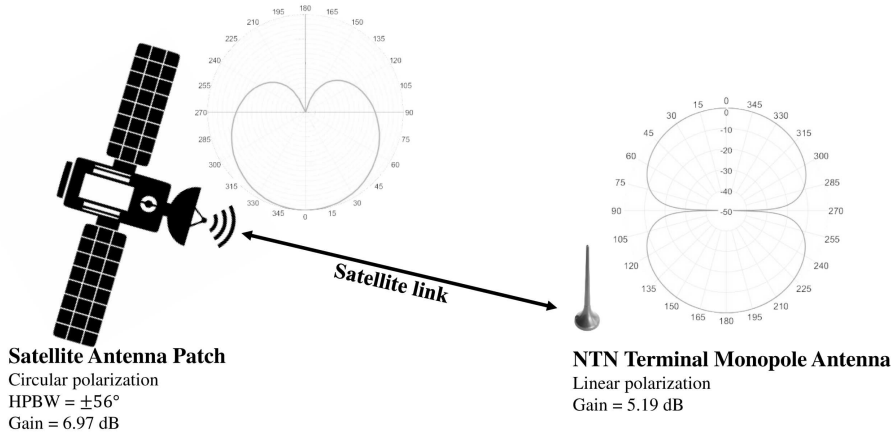 180
210 195 165 150
225 135
240 120
255 105
270 90
285 75
300 60
315 45
330 345 0 15 30
0
30 15 345 330
45 0 315
-10
60 -20 300
-30
75 -40 285
90 -50 270
105 255
120 240
135 225
150 165 180 195 210
Satellite link
Satellite Antenna Patch
Circular polarization
HPBW = ±56°
Gain = 6.97 dB
NTN Terminal Monopole Antenna
Linear polarization
Gain = 5.19 dB